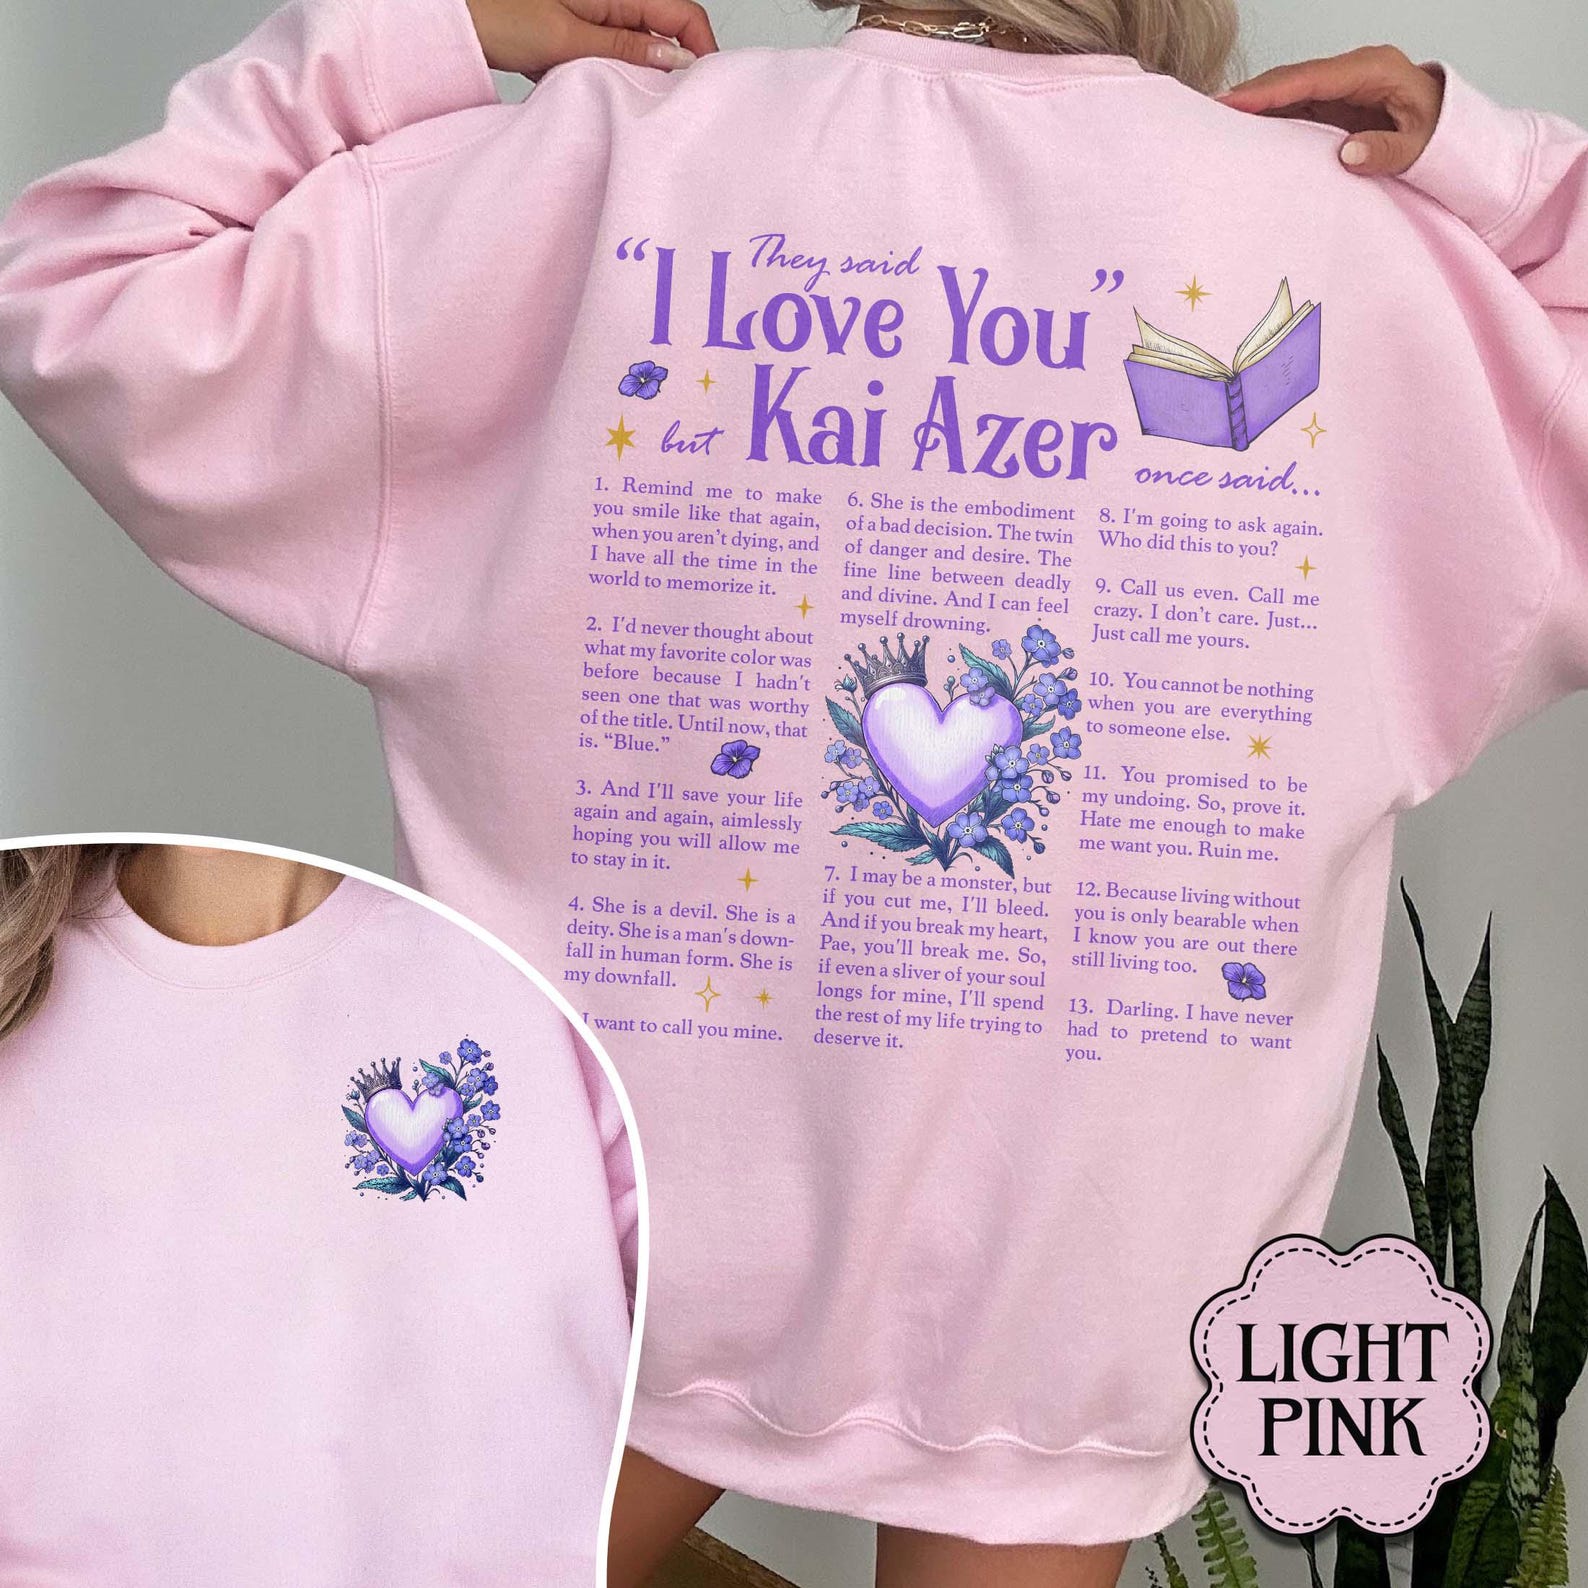 They said
“I Love You”
but Kai Azer
once said...
1. Remind me to make
you smile like that again,
when you aren’t dying, and
I have all the time in the
world to memorize it.
2. I'd never thought about
what my favorite color was
before because I hadn't
seen one that was worthy
of the title. Until now, that
is. “Blue.”
3. And I'll save your life
again and again, aimlessly
hoping you will allow me
to stay in it.
4. She is a devil. She is a
deity. She is a man's down-
fall in human form. She is
my downfall.
I want to call you mine.
6. She is the embodiment
of a bad decision. The twin
of danger and desire. The
fine line between deadly
and divine. And I can feel
myself drowning.
7. I may be a monster, but
if you cut me, I'll bleed.
And if you break my heart,
Pae, you'll break me. So,
if even a sliver of your soul
longs for mine, I'll spend
the rest of my life trying to
deserve it.
8. I'm going to ask again.
Who did this to you?
9. Call us even. Call me
crazy. I don’t care. Just...
Just call me yours.
10. You cannot be nothing
when you are everything
to someone else.
11. You promised to be
my undoing. So, prove it.
Hate me enough to make
me want you. Ruin me.
12. Because living without
you is only bearable when
I know you are out there
still living too.
13. Darling. I have never
had to pretend to want
you.
LIGHT
PINK